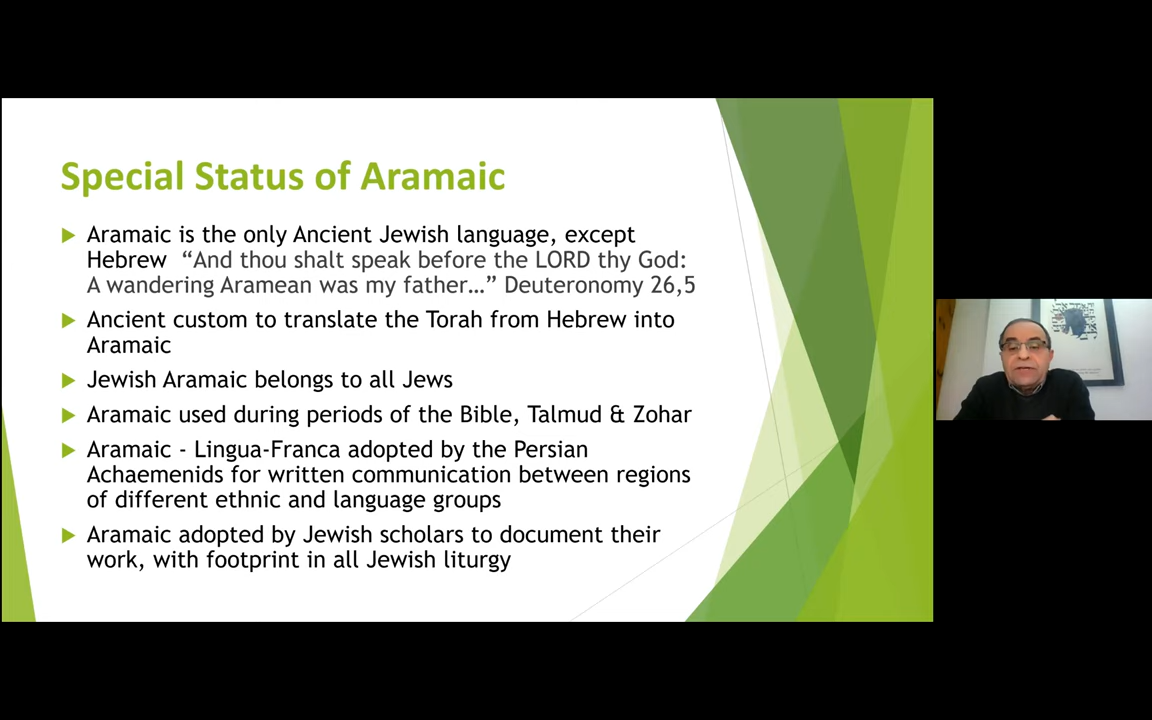 Special Status of Aramaic
Aramaic is the only Ancient Jewish language, except
Hebrew “And thou shalt speak before the LORD thy God:
A wandering Aramean was my father…” Deuteronomy 26,5
Ancient custom to translate the Torah from Hebrew into
Aramaic
Jewish Aramaic belongs to all Jews
Aramaic used during periods of the Bible, Talmud & Zohar
Aramaic - Lingua-Franca adopted by the Persian
Achaemenids for written communication between regions
of different ethnic and language groups
Aramaic adopted by Jewish scholars to document their
work, with footprint in all Jewish liturgy